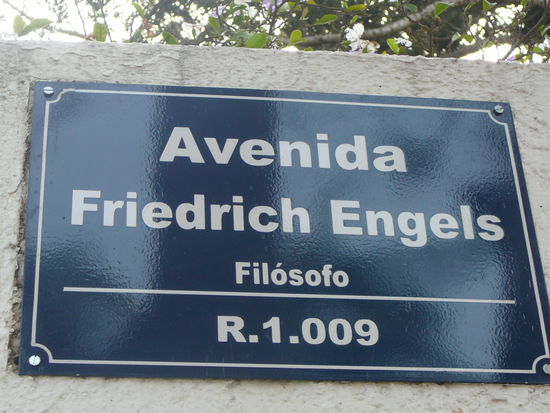 Avenida
Friedrich Engels
Filósofo
R.1.009